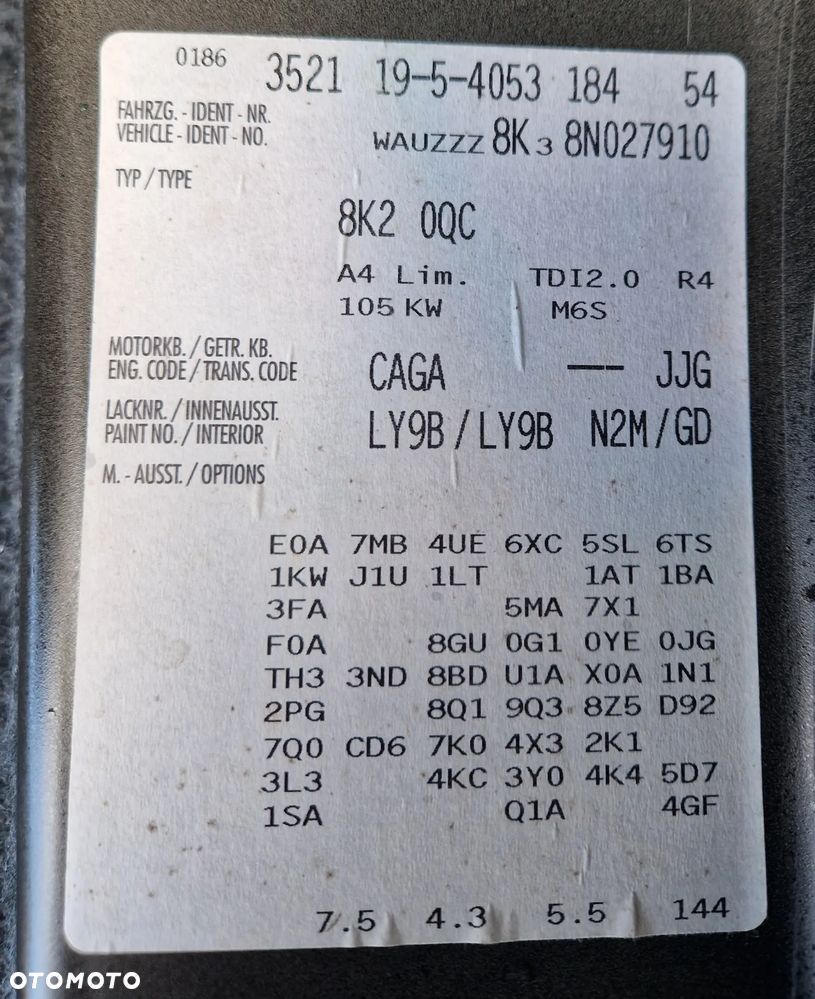 0186 3521 19-5-4053 184 54
FAHRZG. - IDENT - NR.
VEHICLE - IDENT - NO. WAUZZZ 8K 3 8N027910
TYP / TYPE
8K2 0QC
A4 Lim. TDI2.0 R4
105 KW M6S
MOTORKB. / GETR. KB.
ENG. CODE / TRANS. CODE CAGA --- JJG
LACKNR. / INNENAUSST.
PAINT NO. / INTERIOR LY9B / LY9B N2M / GD
M. - AUSST. / OPTIONS
E0A 7MB 4UE 6XC 5SL 6TS
1KW J1U 1LT 1AT 1BA
3FA 5MA 7X1
F0A 8GU 0G1 0YE 0JG
TH3 3ND 8BD U1A X0A 1N1
2PG 8Q1 9Q3 8Z5 D92
7Q0 CD6 7K0 4X3 2K1
3L3 4KC 3Y0 4K4 5D7
1SA Q1A 4GF
7.5 4.3 5.5 144
OTOMOTO